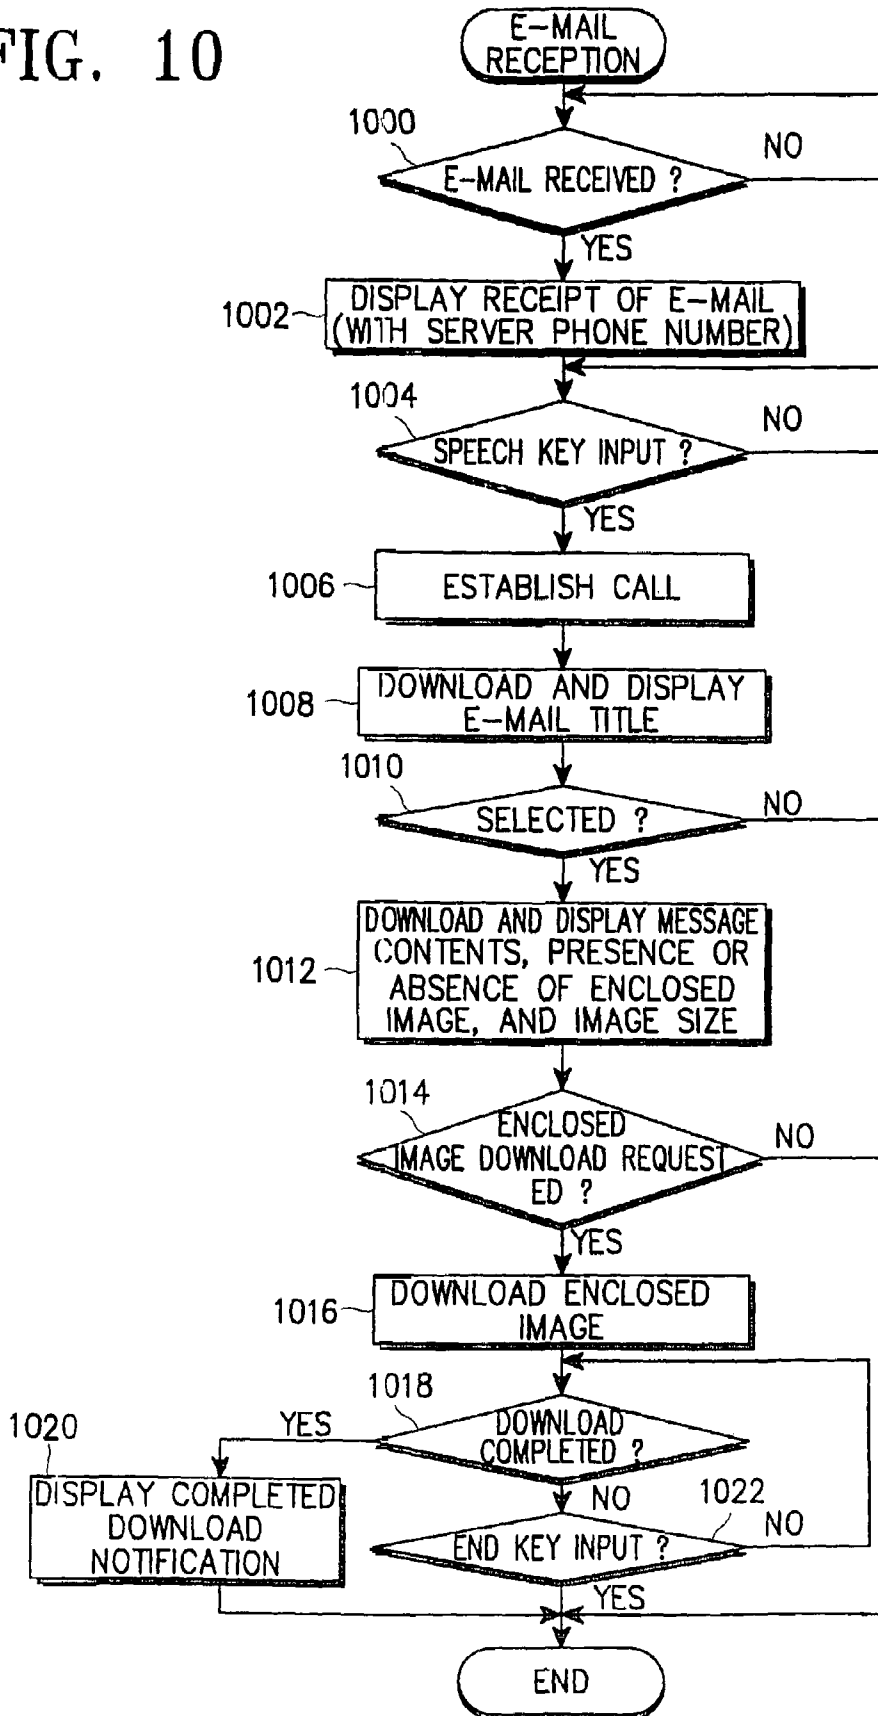 FIG. 10
E-MAIL
RECEPTION
1000
E-MAIL RECEIVED ?
NO
YES
1002
DISPLAY RECEIPT OF E-MAIL
(WITH SERVER PHONE NUMBER)
1004
SPEECH KEY INPUT ?
NO
YES
1006
ESTABLISH CALL
1008
DOWNLOAD AND DISPLAY
E-MAIL TITLE
1010
SELECTED ?
NO
YES
1012
DOWNLOAD AND DISPLAY MESSAGE
CONTENTS, PRESENCE OR
ABSENCE OF ENCLOSED
IMAGE, AND IMAGE SIZE
1014
ENCLOSED
IMAGE DOWNLOAD REQUEST
ED ?
NO
YES
1016
DOWNLOAD ENCLOSED
IMAGE
1018
DOWNLOAD
COMPLETED ?
YES
NO
1020
DISPLAY COMPLETED
DOWNLOAD
NOTIFICATION
1022
END KEY INPUT ?
NO
YES
END